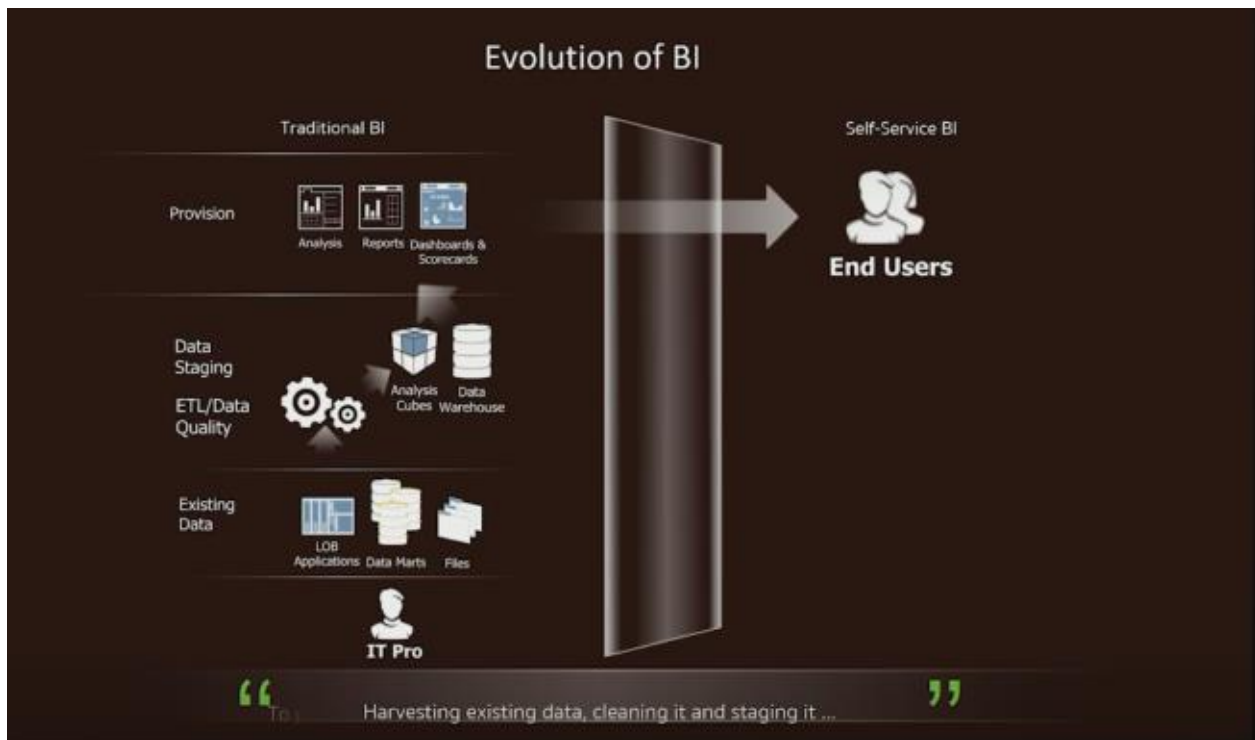 Evolution of BI
Traditional BI
Self-Service BI
Provision
Analysis
Reports
Dashboards &
Scorecards
End Users
Data
Staging
ETL/Data
Quality
Analysis
Cubes
Data
Warehouse
Existing
Data
LOB
Applications
Data Marts
Files
IT Pro
“ To
Harvesting existing data, cleaning it and staging it ... ”